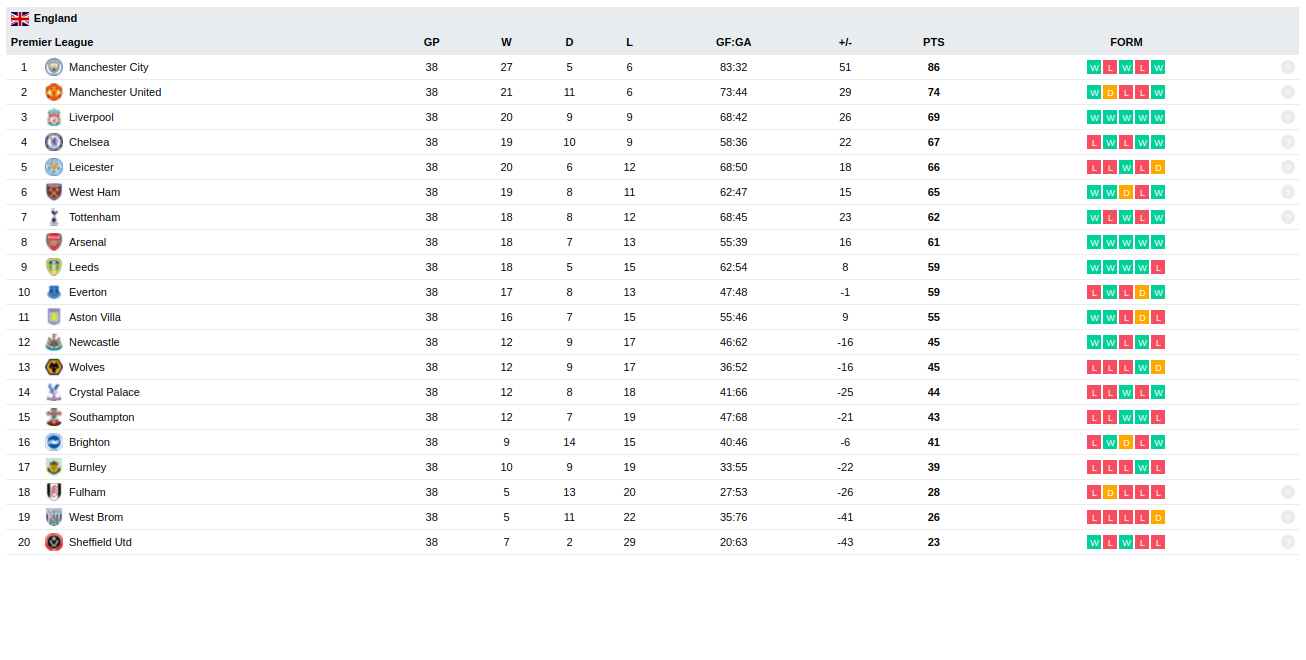 England
Premier League GP W D L GF:GA +/- PTS FORM
1 Manchester City 38 27 5 6 83:32 51 86 W L W L W ?
2 Manchester United 38 21 11 6 73:44 29 74 W D L L W ?
3 Liverpool 38 20 9 9 68:42 26 69 W W W W W ?
4 Chelsea 38 19 10 9 58:36 22 67 L W L W W ?
5 Leicester 38 20 6 12 68:50 18 66 L L W L D ?
6 West Ham 38 19 8 11 62:47 15 65 W W D L W ?
7 Tottenham 38 18 8 12 68:45 23 62 W L W L W ?
8 Arsenal 38 18 7 13 55:39 16 61 W W W W W
9 Leeds 38 18 5 15 62:54 8 59 W W W W L
10 Everton 38 17 8 13 47:48 -1 59 L W L D W
11 Aston Villa 38 16 7 15 55:46 9 55 W W L D L
12 Newcastle 38 12 9 17 46:62 -16 45 W W L W L
13 Wolves 38 12 9 17 36:52 -16 45 L L L W D
14 Crystal Palace 38 12 8 18 41:66 -25 44 L L W L W
15 Southampton 38 12 7 19 47:68 -21 43 L L W W L
16 Brighton 38 9 14 15 40:46 -6 41 L W D L W
17 Burnley 38 10 9 19 33:55 -22 39 L L L W L
18 Fulham 38 5 13 20 27:53 -26 28 L D L L L ?
19 West Brom 38 5 11 22 35:76 -41 26 L L L L D ?
20 Sheffield Utd 38 7 2 29 20:63 -43 23 W L W L L ?